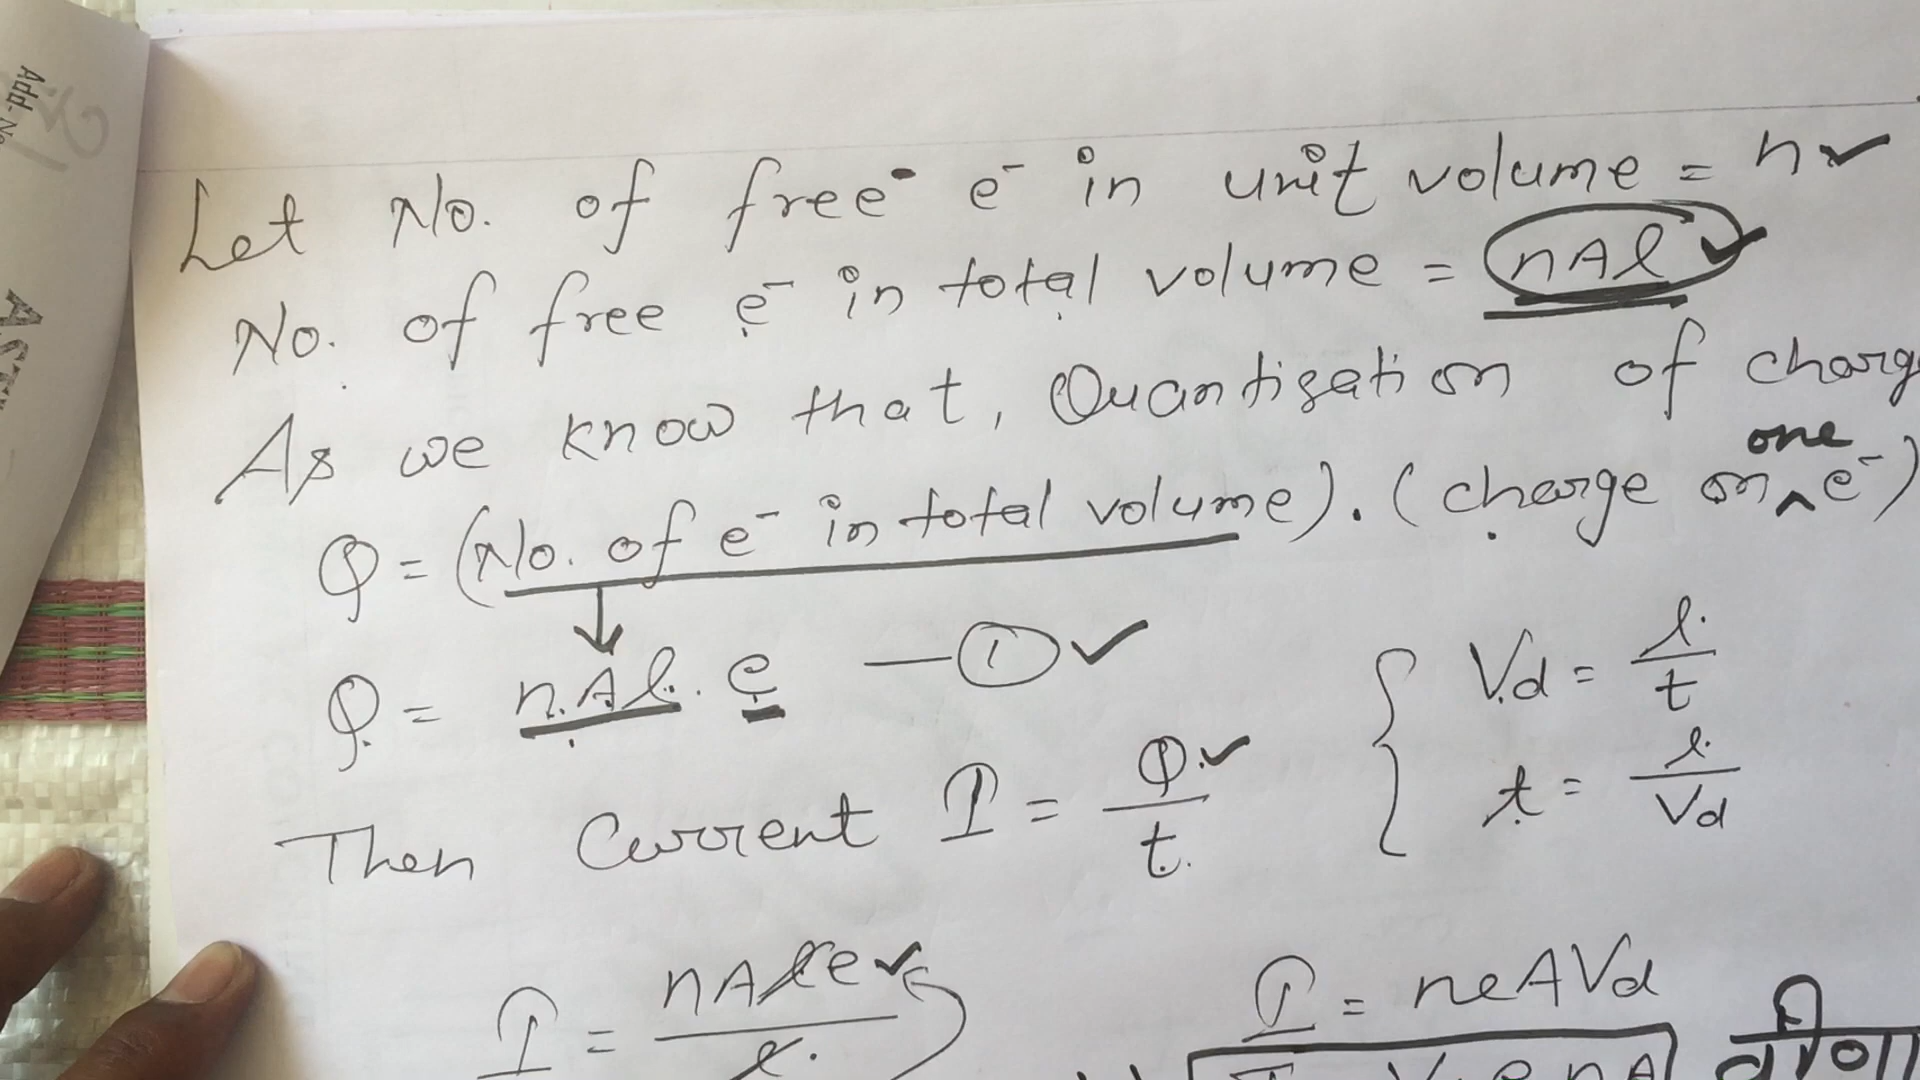 Add. No
AST
Let No. of free e⁻ in unit volume = n ✓
No. of free e⁻ in total volume = nAl ✓
As we know that, Quantisation of charg
Q = (No. of e⁻ in total volume). (charge on one e⁻)
Q = n.Al. e — ① ✓
Vd = l/t
t = l/Vd
Then Current I = Q/t ✓
I = nAle ✓
l
I = neAVd